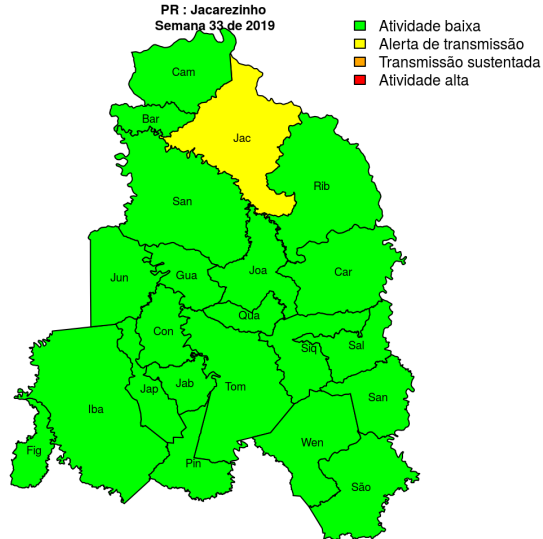 PR : Jacarezinho
Semana 33 de 2019
Atividade baixa
Alerta de transmissão
Transmissão sustentada
Atividade alta
Cam
Bar
Jac
Rib
San
Jun
Gua
Joa
Car
Qua
Con
Siq
Sal
Jap
Jab
Tom
San
Iba
Wen
Fig
Pin
São